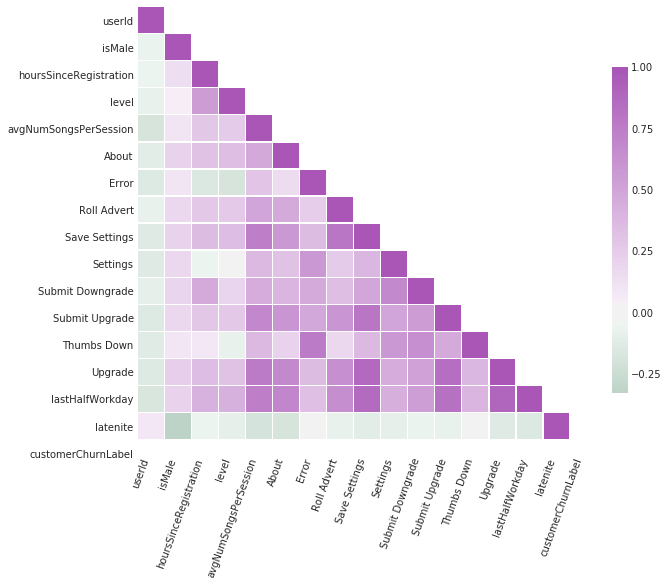 userId
isMale
hoursSinceRegistration
level
avgNumSongsPerSession
About
Error
Roll Advert
Save Settings
Settings
Submit Downgrade
Submit Upgrade
Thumbs Down
Upgrade
lastHalfWorkday
latenite
customerChurnLabel
userId
isMale
hoursSinceRegistration
level
avgNumSongsPerSession
About
Error
Roll Advert
Save Settings
Settings
Submit Downgrade
Submit Upgrade
Thumbs Down
Upgrade
lastHalfWorkday
latenite
customerChurnLabel
1.00
0.75
0.50
0.25
0.00
−0.25